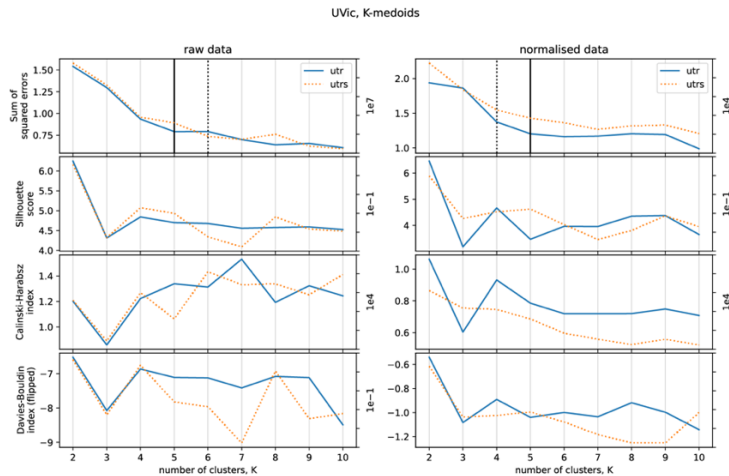 UVic, K-medoids
raw data
normalised data
Sum of
squared errors
1.50
1.25
1.00
0.75
utr
utrs
1e7
2.0
1.5
1.0
utr
utrs
1e4
Silhouette
score
6.0
5.5
5.0
4.5
4.0
1e-1
6
4
1e-1
Calinski-Harabsz
index
1.4
1.2
1.0
1e4
1.0
0.8
0.6
1e4
Davies-Bouldin
index (flipped)
-7
-8
-9
1e-1
-0.6
-0.8
-1.0
-1.2
2 3 4 5 6 7 8 9 10
number of clusters, K
2 3 4 5 6 7 8 9 10
number of clusters, K